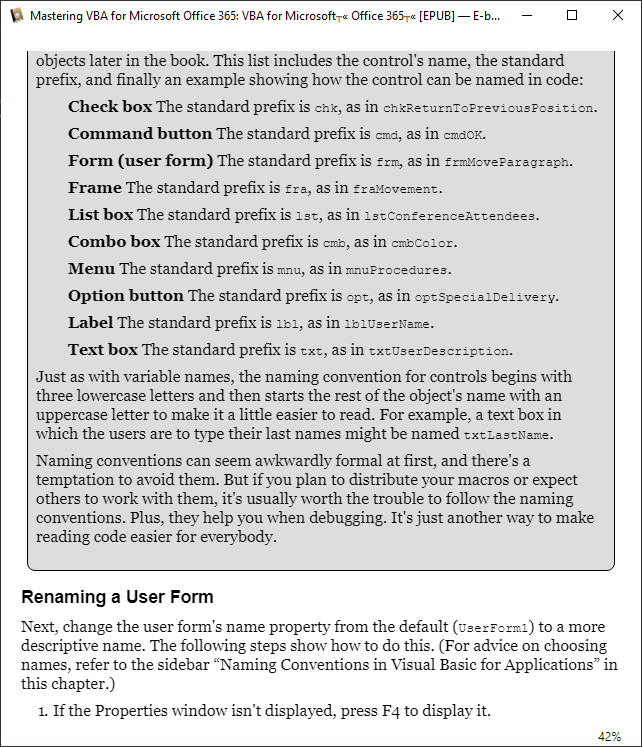 Mastering VBA for Microsoft Office 365: VBA for Microsoft┬« Office 365┬« [EPUB] — E-b...
objects later in the book. This list includes the control's name, the standard
prefix, and finally an example showing how the control can be named in code:
Check box The standard prefix is chk, as in chkReturnToPreviousPosition.
Command button The standard prefix is cmd, as in cmdOK.
Form (user form) The standard prefix is frm, as in frmMoveParagraph.
Frame The standard prefix is fra, as in fraMovement.
List box The standard prefix is lst, as in lstConferenceAttendees.
Combo box The standard prefix is cmb, as in cmbColor.
Menu The standard prefix is mnu, as in mnuProcedures.
Option button The standard prefix is opt, as in optSpecialDelivery.
Label The standard prefix is lbl, as in lblUserName.
Text box The standard prefix is txt, as in txtUserDescription.
Just as with variable names, the naming convention for controls begins with
three lowercase letters and then starts the rest of the object's name with an
uppercase letter to make it a little easier to read. For example, a text box in
which the users are to type their last names might be named txtLastName.
Naming conventions can seem awkwardly formal at first, and there's a
temptation to avoid them. But if you plan to distribute your macros or expect
others to work with them, it's usually worth the trouble to follow the naming
conventions. Plus, they help you when debugging. It's just another way to make
reading code easier for everybody.
Renaming a User Form
Next, change the user form's name property from the default (UserForm1) to a more
descriptive name. The following steps show how to do this. (For advice on choosing
names, refer to the sidebar “Naming Conventions in Visual Basic for Applications” in
this chapter.)
1. If the Properties window isn't displayed, press F4 to display it.
42%